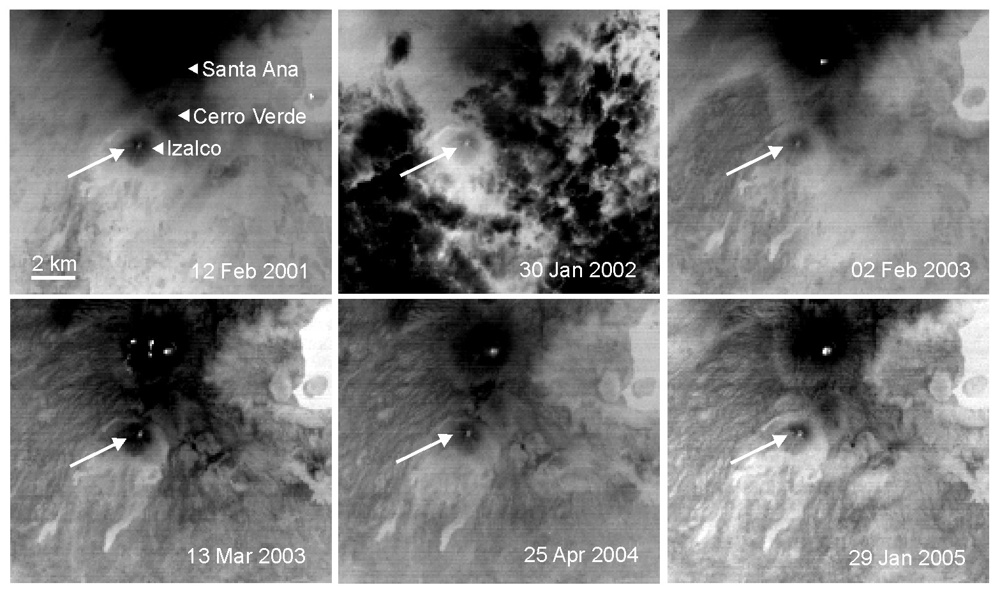 Santa Ana
Cerro Verde
Izalco
2 km
12 Feb 2001
30 Jan 2002
02 Feb 2003
13 Mar 2003
25 Apr 2004
29 Jan 2005